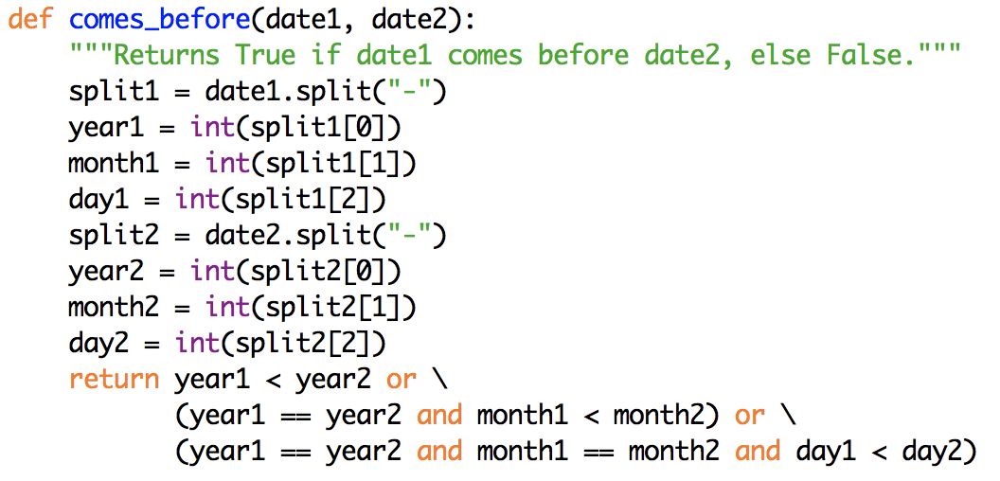 def comes_before(date1, date2):
    """Returns True if date1 comes before date2, else False."""
    split1 = date1.split("-")
    year1 = int(split1[0])
    month1 = int(split1[1])
    day1 = int(split1[2])
    split2 = date2.split("-")
    year2 = int(split2[0])
    month2 = int(split2[1])
    day2 = int(split2[2])
    return year1 < year2 or \
           (year1 == year2 and month1 < month2) or \
           (year1 == year2 and month1 == month2 and day1 < day2)